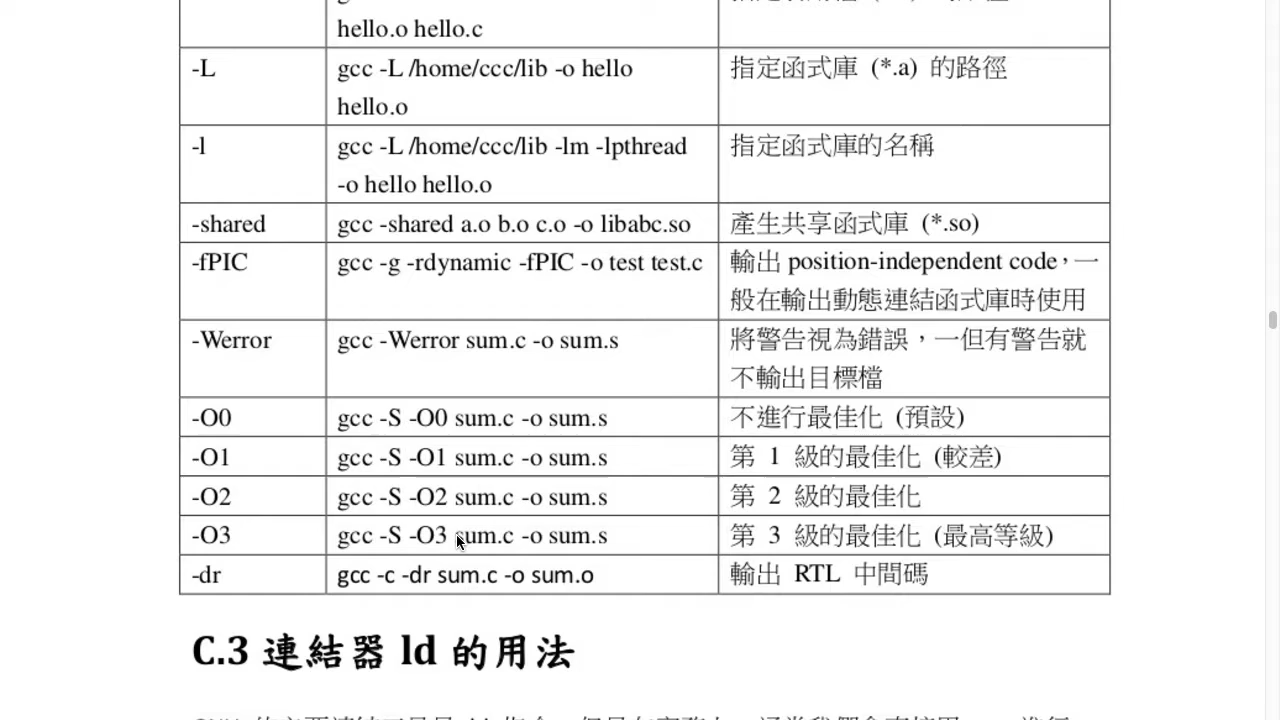 hello.o hello.c
-L gcc -L /home/ccc/lib -o hello 指定函式庫 (*.a) 的路徑
hello.o
-l gcc -L /home/ccc/lib -lm -lpthread 指定函式庫的名稱
-o hello hello.o
-shared gcc -shared a.o b.o c.o -o libabc.so 產生共享函式庫 (*.so)
-fPIC gcc -g -rdynamic -fPIC -o test test.c 輸出 position-independent code，一
般在輸出動態連結函式庫時使用
-Werror gcc -Werror sum.c -o sum.s 將警告視為錯誤，一但有警告就
不輸出目標檔
-O0 gcc -S -O0 sum.c -o sum.s 不進行最佳化 (預設)
-O1 gcc -S -O1 sum.c -o sum.s 第 1 級的最佳化 (較差)
-O2 gcc -S -O2 sum.c -o sum.s 第 2 級的最佳化
-O3 gcc -S -O3 sum.c -o sum.s 第 3 級的最佳化 (最高等級)
-dr gcc -c -dr sum.c -o sum.o 輸出 RTL 中間碼
C.3 連結器 ld 的用法